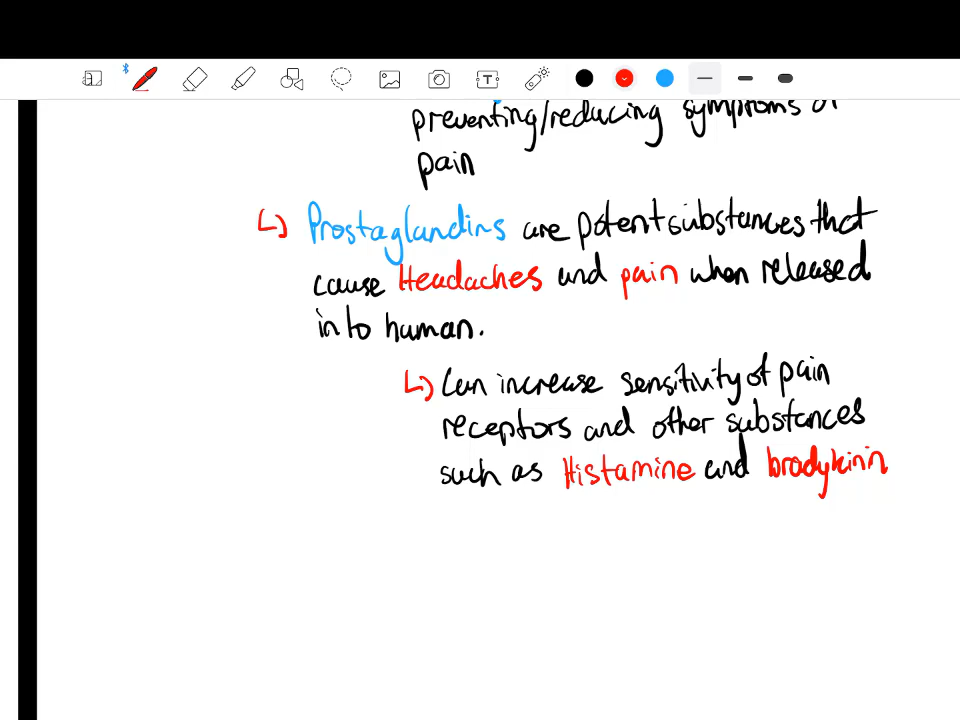 preventing/reducing symptoms of
pain
↳ Prostaglandins are potent substances that
cause Headaches and pain when released
into human.
↳ Can increase sensitivity of pain
receptors and other substances
such as Histamine and bradykinin